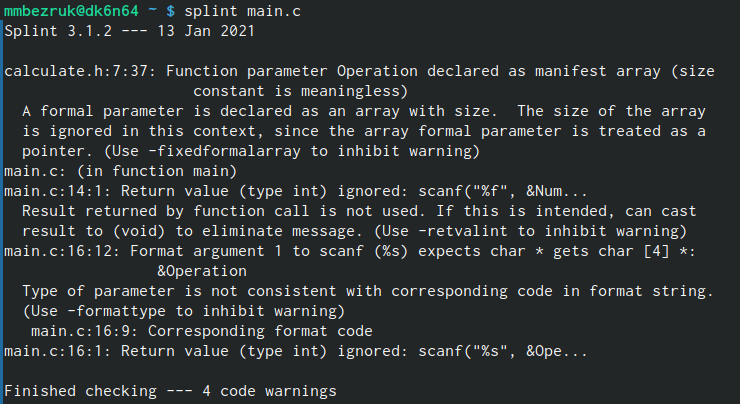 mmbezruk@dk6n64 ~ $ splint main.c
Splint 3.1.2 --- 13 Jan 2021

calculate.h:7:37: Function parameter Operation declared as manifest array (size
                     constant is meaningless)
  A formal parameter is declared as an array with size.  The size of the array
  is ignored in this context, since the array formal parameter is treated as a
  pointer. (Use -fixedformalarray to inhibit warning)
main.c: (in function main)
main.c:14:1: Return value (type int) ignored: scanf("%f", &Num...
  Result returned by function call is not used. If this is intended, can cast
  result to (void) to eliminate message. (Use -retvalint to inhibit warning)
main.c:16:12: Format argument 1 to scanf (%s) expects char * gets char [4] *:
                 &Operation
  Type of parameter is not consistent with corresponding code in format string.
  (Use -formattype to inhibit warning)
   main.c:16:9: Corresponding format code
main.c:16:1: Return value (type int) ignored: scanf("%s", &Ope...

Finished checking --- 4 code warnings